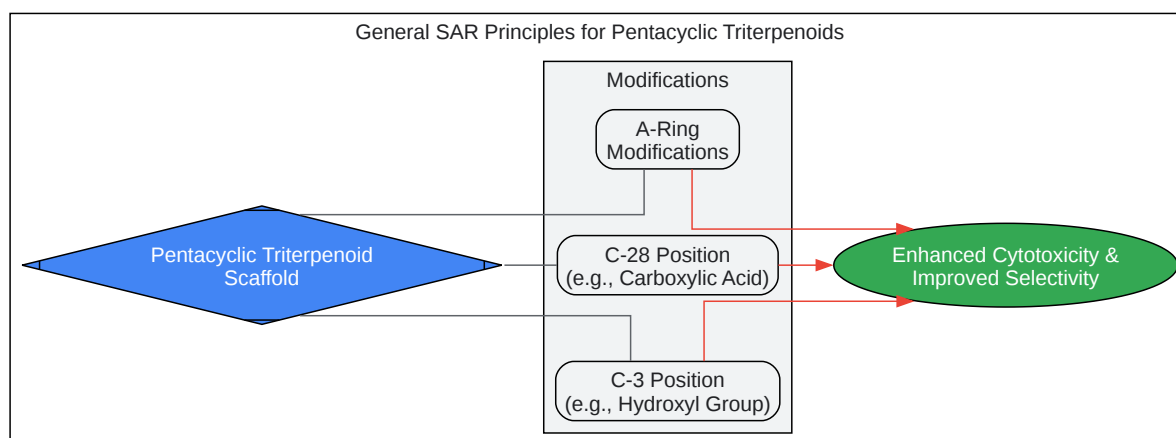 General SAR Principles for Pentacyclic Triterpenoids
Modifications
A-Ring
Modifications
Pentacyclic Triterpenoid
Scaffold
C-28 Position
(e.g., Carboxylic Acid)
Enhanced Cytotoxicity &
Improved Selectivity
C-3 Position
(e.g., Hydroxyl Group)